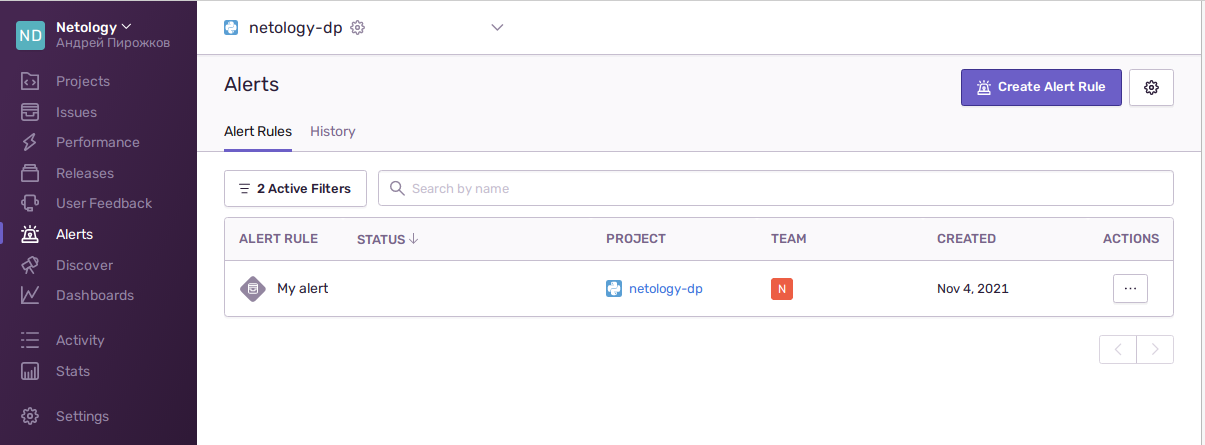 ND
Netology
Андрей Пирожков
Projects
Issues
Performance
Releases
User Feedback
Alerts
Discover
Dashboards
Activity
Stats
Settings
netology-dp
Alerts
Create Alert Rule
Alert Rules History
2 Active Filters Search by name
ALERT RULE STATUS PROJECT TEAM CREATED ACTIONS
My alert netology-dp N Nov 4, 2021